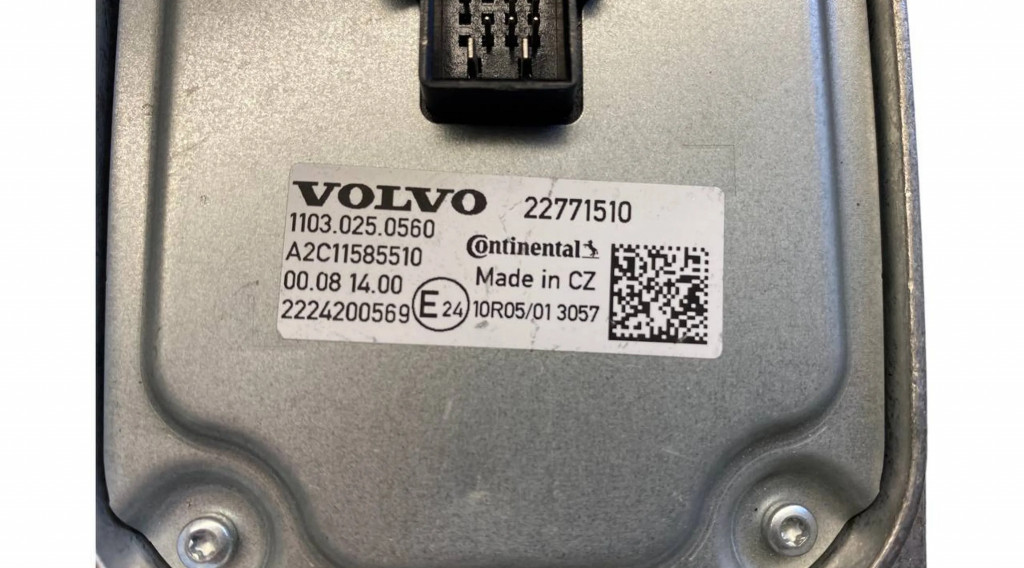 VOLVO 22771510
1103.025.0560
A2C11585510
00.08 14.00
2224200569
Continental
Made in CZ
E24 10R05/01 3057